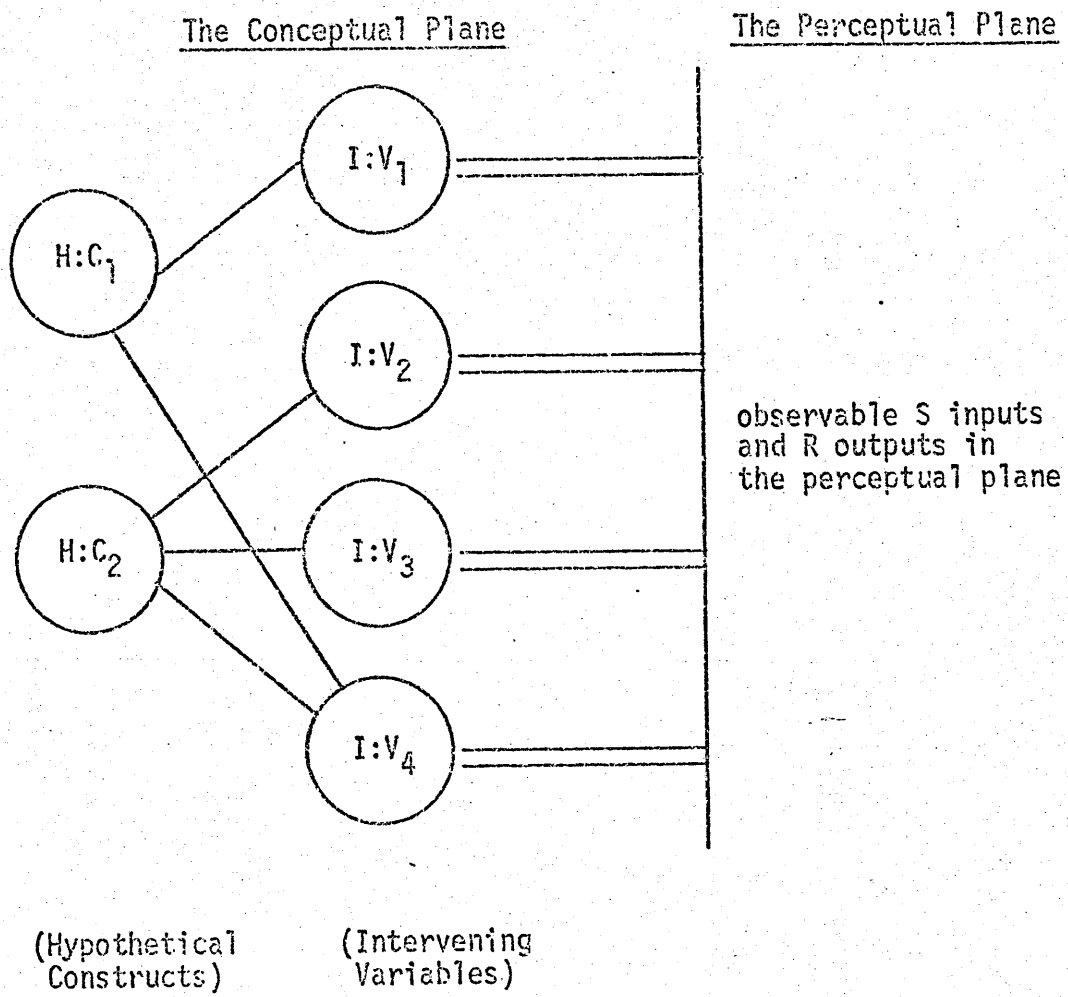 The Conceptual Plane
The Perceptual Plane
I:V₁
H:C₁
I:V₂
observable S inputs
and R outputs in
the perceptual plane
H:C₂
I:V₃
I:V₄
(Hypothetical
Constructs)
(Intervening
Variables)